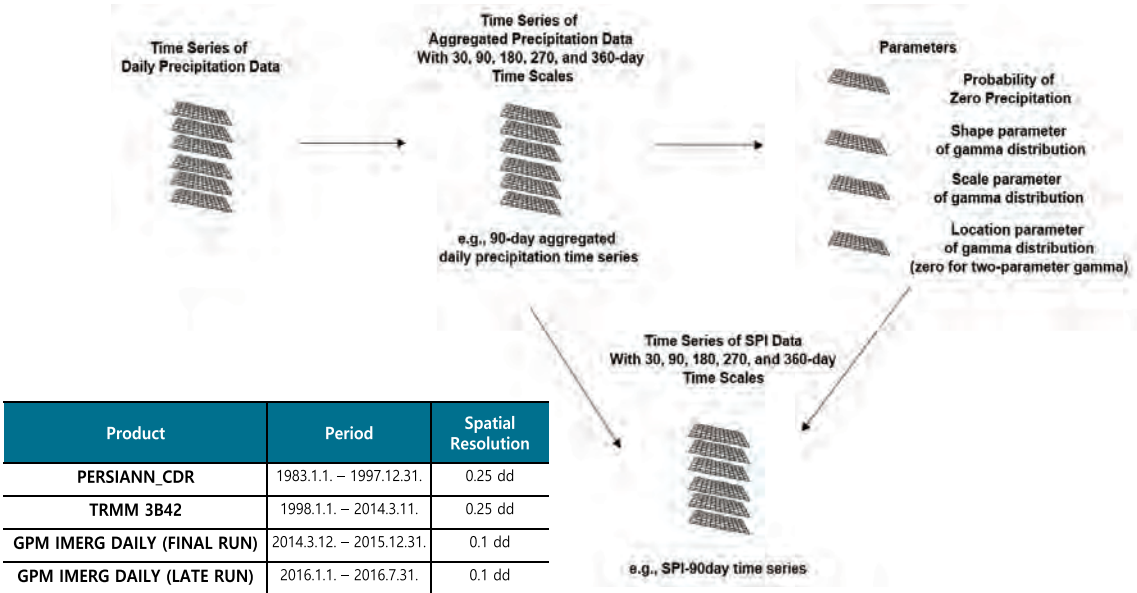 Time Series of
Daily Precipitation Data
Time Series of
Aggregated Precipitation Data
With 30, 90, 180, 270, and 360-day
Time Scales
e.g., 90-day aggregated
daily precipitation time series
Parameters
Probability of
Zero Precipitation
Shape parameter
of gamma distribution
Scale parameter
of gamma distribution
Location parameter
of gamma distribution
(zero for two-parameter gamma)
Time Series of SPI Data
With 30, 90, 180, 270, and 360-day
Time Scales
e.g., SPI-90day time series
Product Period Spatial Resolution
PERSIANN_CDR 1983.1.1. – 1997.12.31. 0.25 dd
TRMM 3B42 1998.1.1. – 2014.3.11. 0.25 dd
GPM IMERG DAILY (FINAL RUN) 2014.3.12. – 2015.12.31. 0.1 dd
GPM IMERG DAILY (LATE RUN) 2016.1.1. – 2016.7.31. 0.1 dd